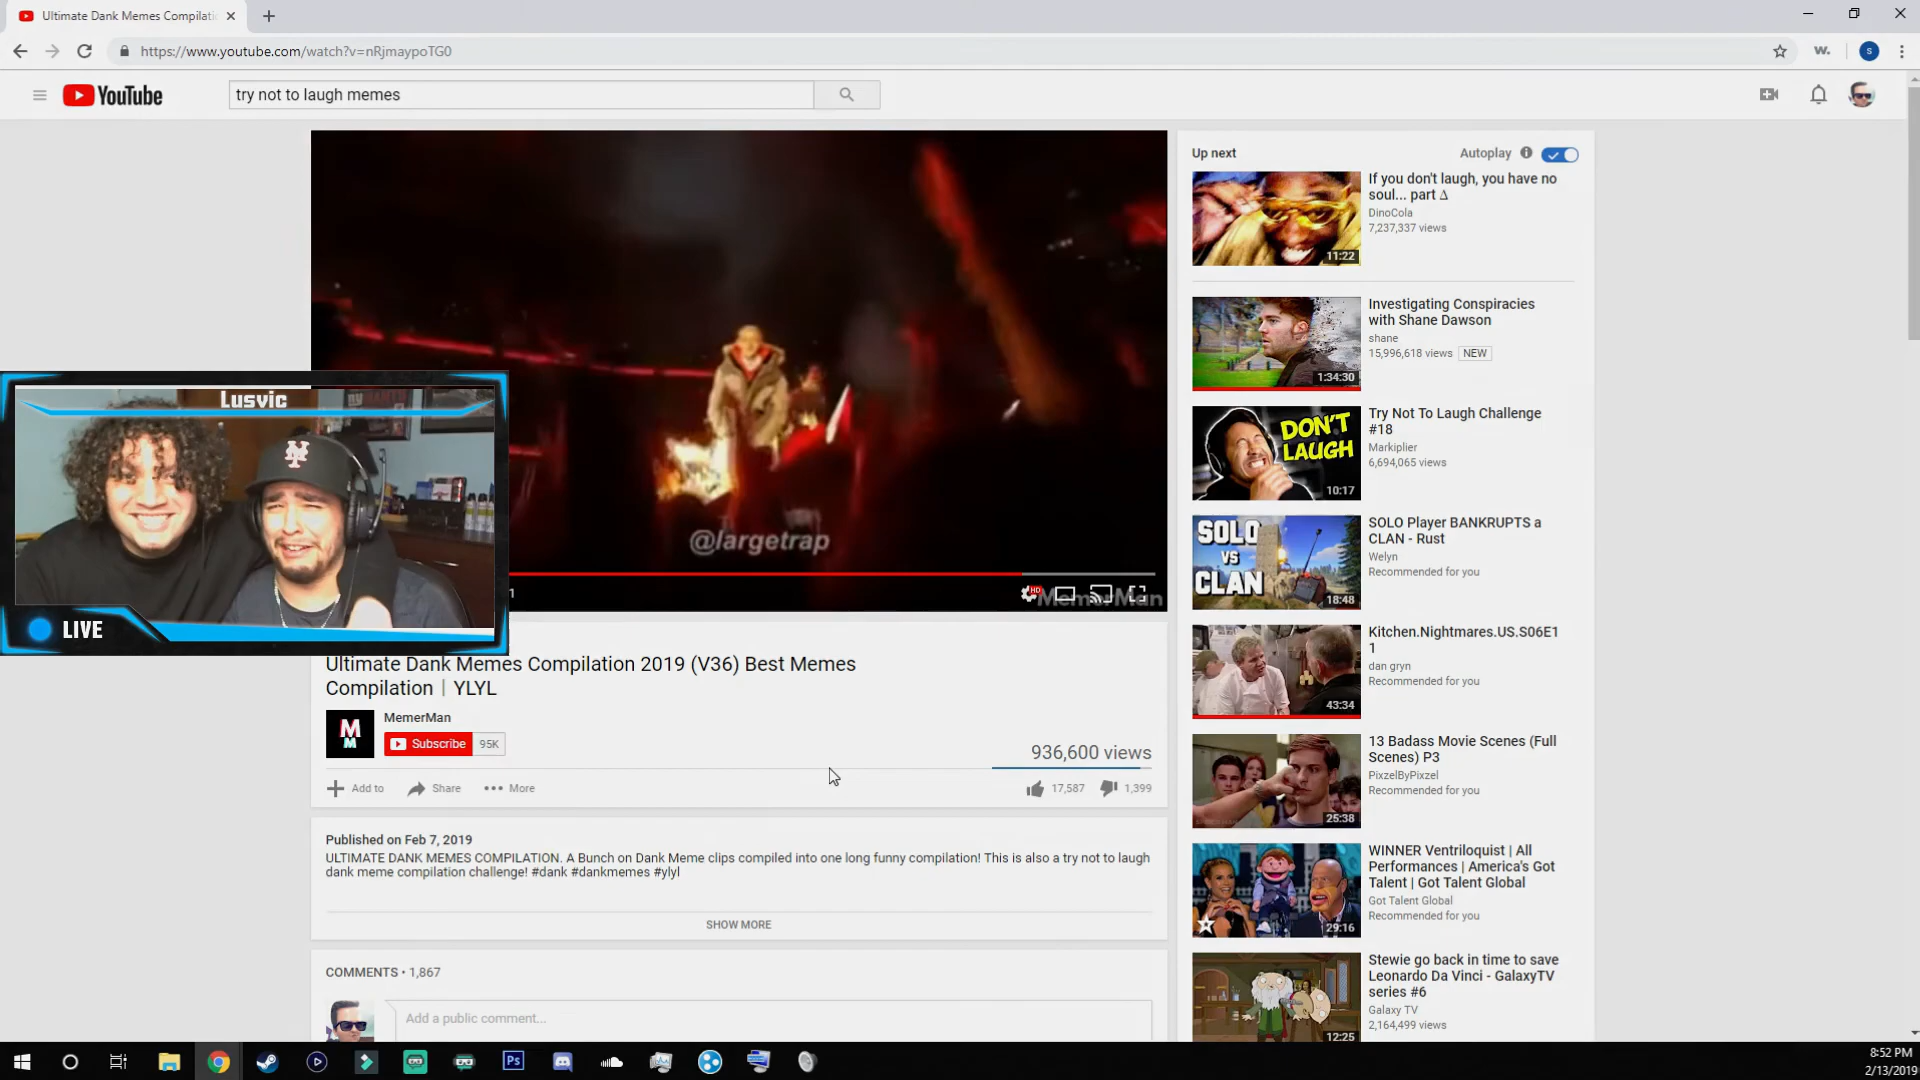 Ultimate Dank Memes Compilati
https://www.youtube.com/watch?v=nRjmaypoTG0
w.
S
YouTube
try not to laugh memes
@largetrap
HD
MemerMan
Lusvic
LIVE
Ultimate Dank Memes Compilation 2019 (V36) Best Memes
Compilation | YLYL
M
M
MemerMan
Subscribe
95K
936,600 views
Add to
Share
More
17,587
1,399
Published on Feb 7, 2019
ULTIMATE DANK MEMES COMPILATION. A Bunch on Dank Meme clips compiled into one long funny compilation! This is also a try not to laugh
dank meme compilation challenge! #dank #dankmemes #ylyl
SHOW MORE
COMMENTS • 1,867
Add a public comment...
Up next
Autoplay
11:22
If you don't laugh, you have no
soul... part Δ
DinoCola
7,237,337 views
1:34:30
Investigating Conspiracies
with Shane Dawson
shane
15,996,618 views NEW
DON'T
LAUGH
10:17
Try Not To Laugh Challenge
#18
Markiplier
6,694,065 views
SOLO
VS
CLAN
18:48
SOLO Player BANKRUPTS a
CLAN - Rust
Welyn
Recommended for you
43:34
Kitchen.Nightmares.US.S06E1
1
dan gryn
Recommended for you
25:38
13 Badass Movie Scenes (Full
Scenes) P3
PixzelByPixzel
Recommended for you
29:16
WINNER Ventriloquist | All
Performances | America's Got
Talent | Got Talent Global
Got Talent Global
Recommended for you
12:25
Stewie go back in time to save
Leonardo Da Vinci - GalaxyTV
series #6
Galaxy TV
2,164,499 views
Ps
8:52 PM
2/13/2019